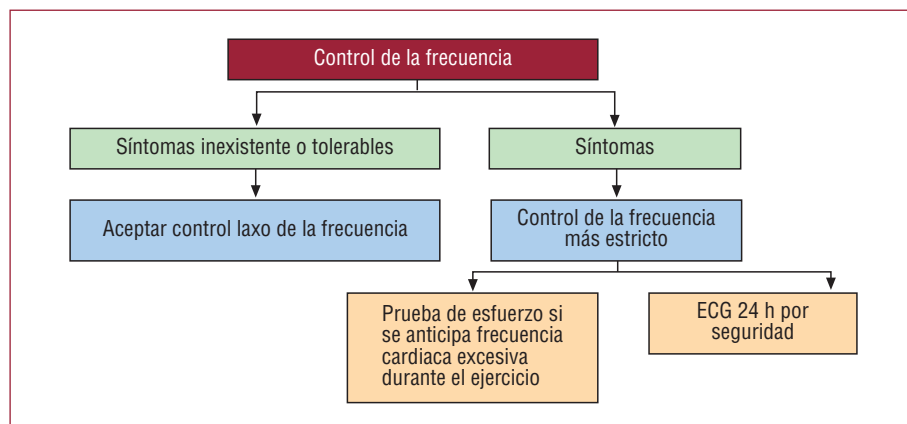 Control de la frecuencia
Síntomas inexistente o tolerables
Síntomas
Aceptar control laxo de la frecuencia
Control de la frecuencia
más estricto
Prueba de esfuerzo si
se anticipa frecuencia
cardiaca excesiva
durante el ejercicio
ECG 24 h por
seguridad